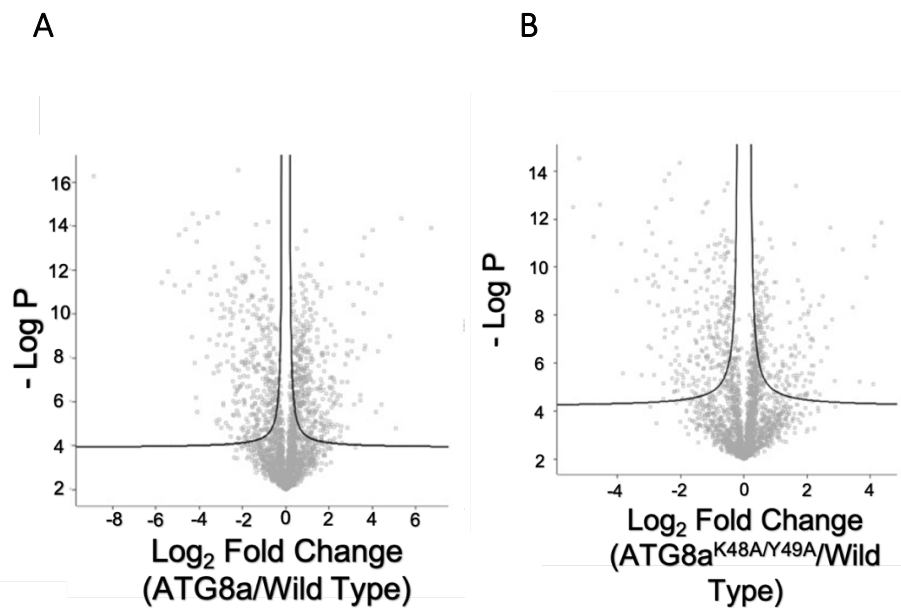 A
B
- Log P
16
14
12
10
8
6
4
2
-8 -6 -4 -2 0 2 4 6
Log2 Fold Change
(ATG8a/Wild Type)
- Log P
14
12
10
8
6
4
2
-4 -2 0 2 4
Log2 Fold Change
(ATG8aK48A/Y49A/Wild
Type)